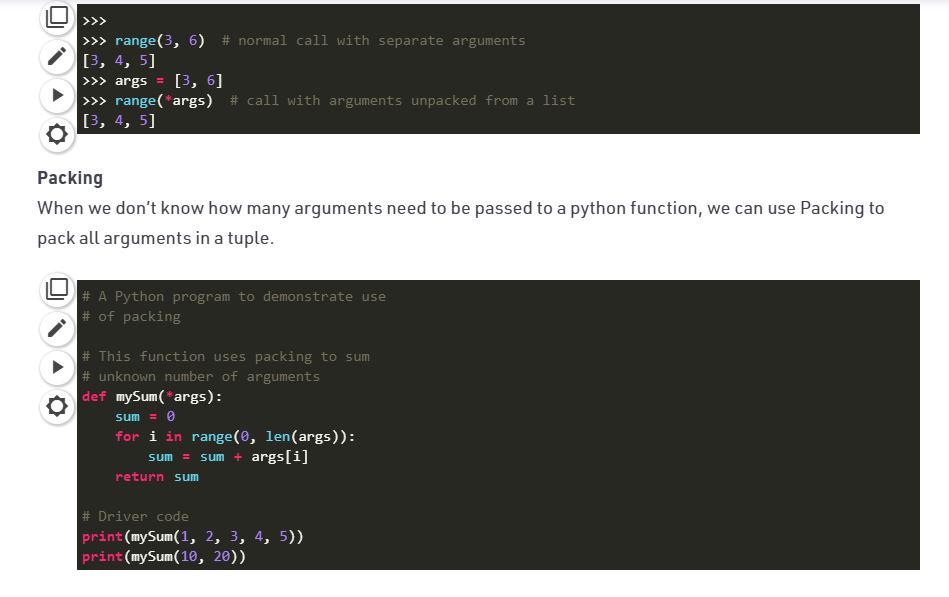 >>>
>>> range(3, 6)  # normal call with separate arguments
[3, 4, 5]
>>> args = [3, 6]
>>> range(*args)  # call with arguments unpacked from a list
[3, 4, 5]
Packing
When we don’t know how many arguments need to be passed to a python function, we can use Packing to
pack all arguments in a tuple.
# A Python program to demonstrate use
# of packing
# This function uses packing to sum
# unknown number of arguments
def mySum(*args):
    sum = 0
    for i in range(0, len(args)):
        sum = sum + args[i]
    return sum
# Driver code
print(mySum(1, 2, 3, 4, 5))
print(mySum(10, 20))